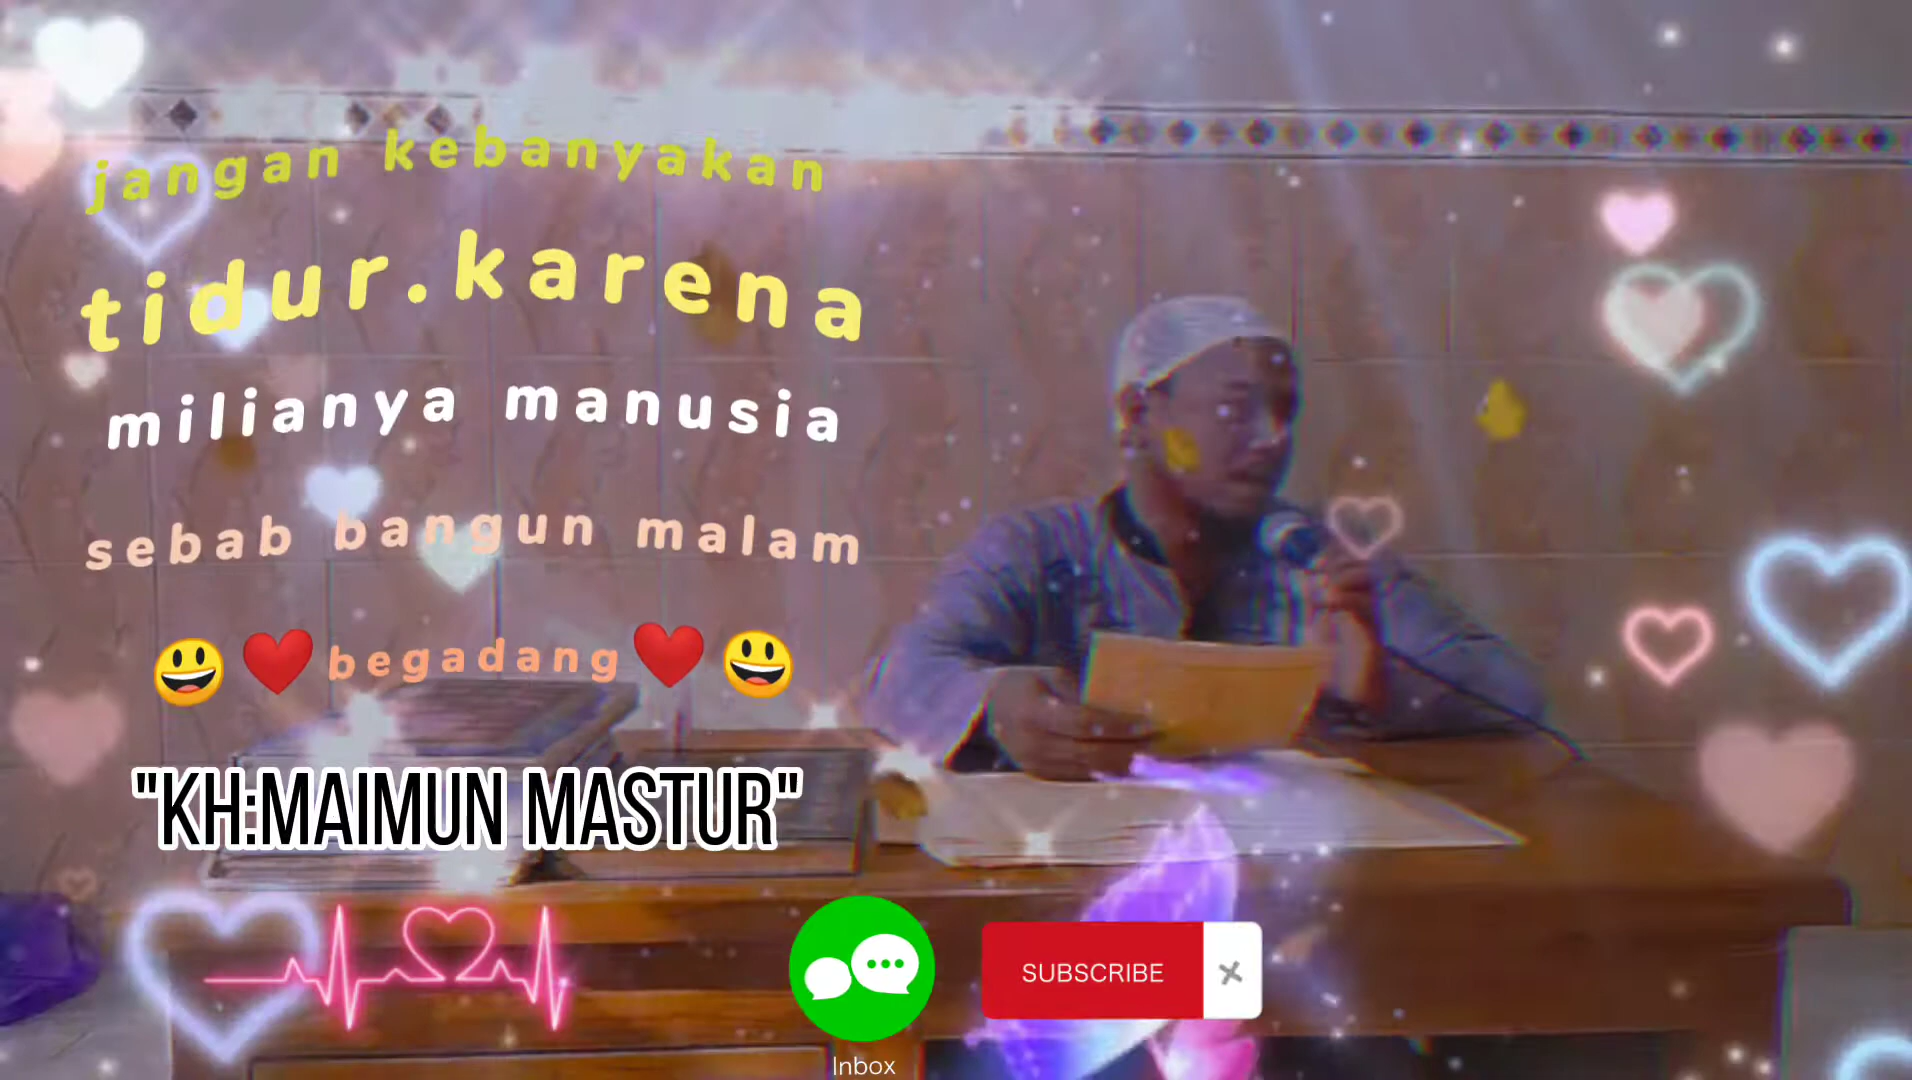 jangan kebanyakan
tidur.karena
milianya manusia
sebab bangun malam
😃❤️begadang❤️😃
"KH:MAIMUN MASTUR"
SUBSCRIBE
Inbox